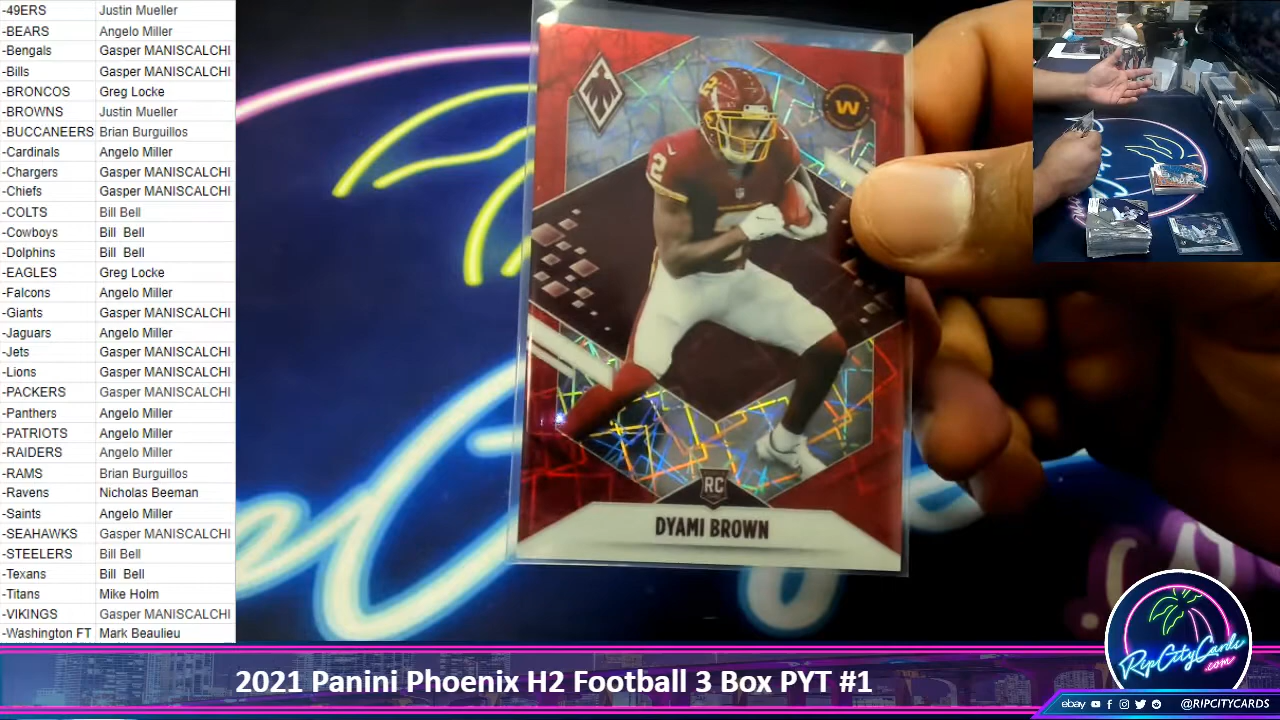 -49ERS Justin Mueller
-BEARS Angelo Miller
-Bengals Gasper MANISCALCHI
-Bills Gasper MANISCALCHI
-BRONCOS Greg Locke
-BROWNS Justin Mueller
-BUCCANEERS Brian Burguillos
-Cardinals Angelo Miller
-Chargers Gasper MANISCALCHI
-Chiefs Gasper MANISCALCHI
-COLTS Bill Bell
-Cowboys Bill Bell
-Dolphins Bill Bell
-EAGLES Greg Locke
-Falcons Angelo Miller
-Giants Gasper MANISCALCHI
-Jaguars Angelo Miller
-Jets Gasper MANISCALCHI
-Lions Gasper MANISCALCHI
-PACKERS Gasper MANISCALCHI
-Panthers Angelo Miller
-PATRIOTS Angelo Miller
-RAIDERS Angelo Miller
-RAMS Brian Burguillos
-Ravens Nicholas Beeman
-Saints Angelo Miller
-SEAHAWKS Gasper MANISCALCHI
-STEELERS Bill Bell
-Texans Bill Bell
-Titans Mike Holm
-VIKINGS Gasper MANISCALCHI
-Washington FT Mark Beaulieu
W
2
2
RC
DYAMI BROWN
2021 Panini Phoenix H2 Football 3 Box PYT #1
RipCityCards
.com
ebay @RIPCITYCARDS